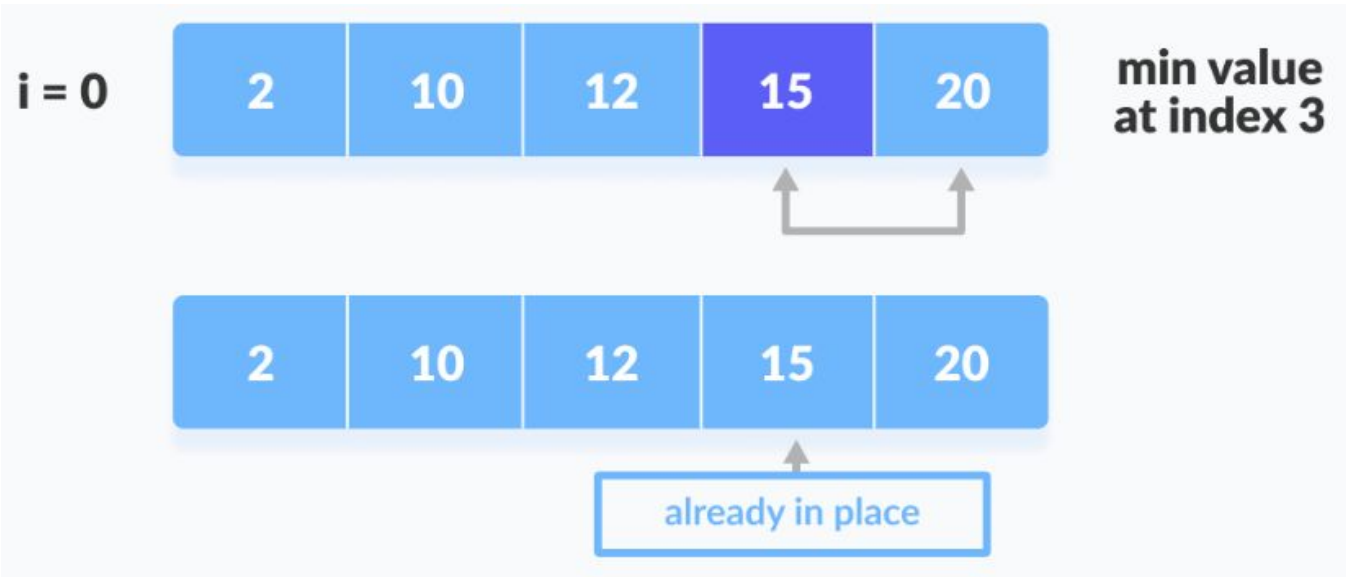 i = 0
2 10 12 15 20
min value
at index 3
2 10 12 15 20
already in place